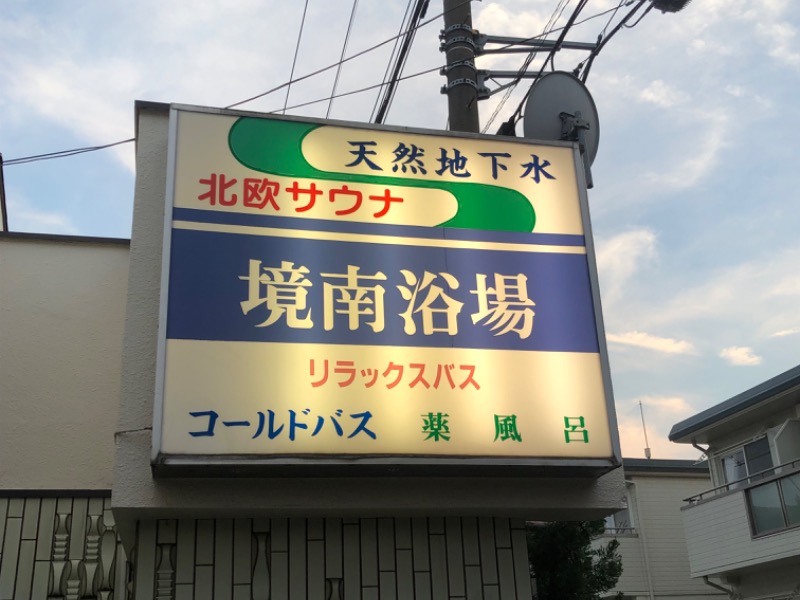 天然地下水
北欧サウナ
境南浴場
リラックスバス
コールドバス 薬風呂